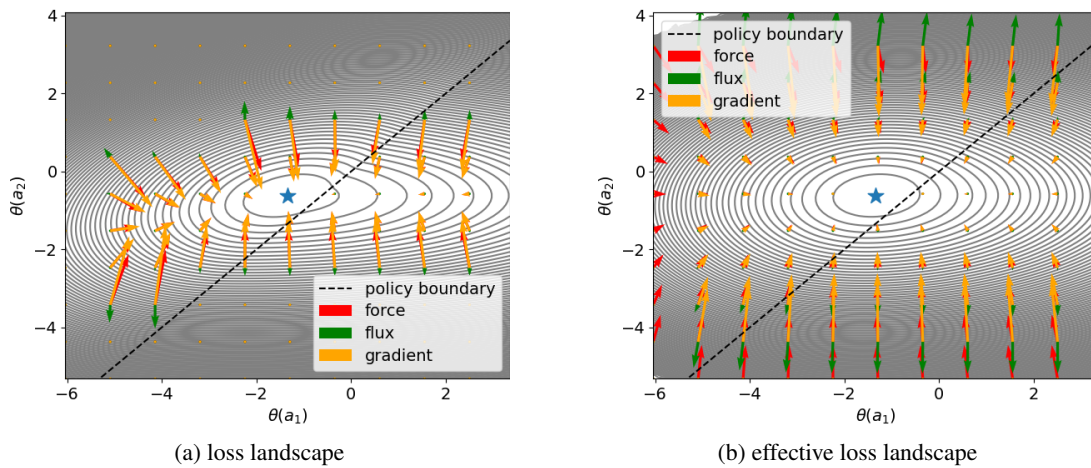 4
2
0
−2
−4
θ(a₂)
policy boundary
force
flux
gradient
−6 −4 −2 0 2
θ(a₁)
(a) loss landscape
4
2
0
−2
−4
θ(a₂)
policy boundary
force
flux
gradient
−6 −4 −2 0 2
θ(a₁)
(b) effective loss landscape